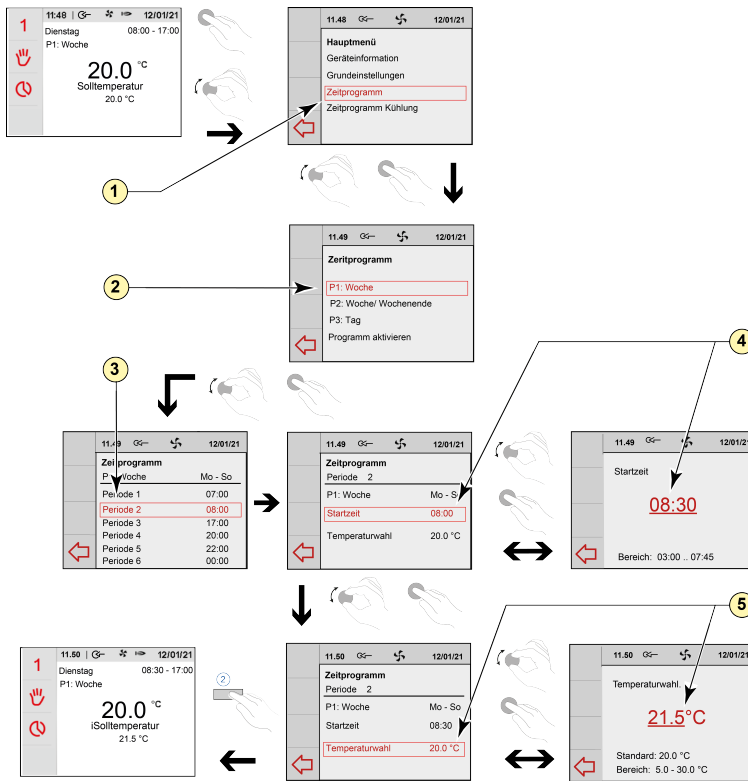 1
11:48
12/01/21
Dienstag 08:00 - 17:00
P1: Woche
20.0 °C
Solltemperatur
20.0 °C
11.48 12/01/21
Hauptmenü
Geräteinformation
Grundeinstellungen
Zeitprogramm
Zeitprogramm Kühlung
1
11.49 12/01/21
Zeritprogramm
P1: Woche
P2: Woche/ Wochenende
P3: Tag
Programm aktivieren
2
3
4
11.49 12/01/21
Zeitprogramm
Woche Mo - So
Periode 1 07:00
Periode 2 08:00
Periode 3 17:00
Periode 4 20:00
Periode 5 22:00
Periode 6 00:00
11.49 12/01/21
Zeitprogramm
Periode 2
P1: Woche Mo - So
Startzeit 08:00
Temperaturwahl 20.0 °C
11.49 12/01/21
Startzeit
08:30
Bereich: 03:00 .. 07:45
5
1
11.50 | 12/01/21
Dienstag 08:30 - 17:00
P1: Woche
20.0 °C
iSolltemperatur
21.5 °C
2
11.50 12/01/21
Zeitprogramm
Periode 2
P1: Woche Mo - So
Startzeit 08:30
Temperaturwahl 20.0 °C
11.50 12/01/21
Temperaturwahl.
21.5°C
Standard: 20.0 °C
Bereich: 5.0 - 30.0 °C